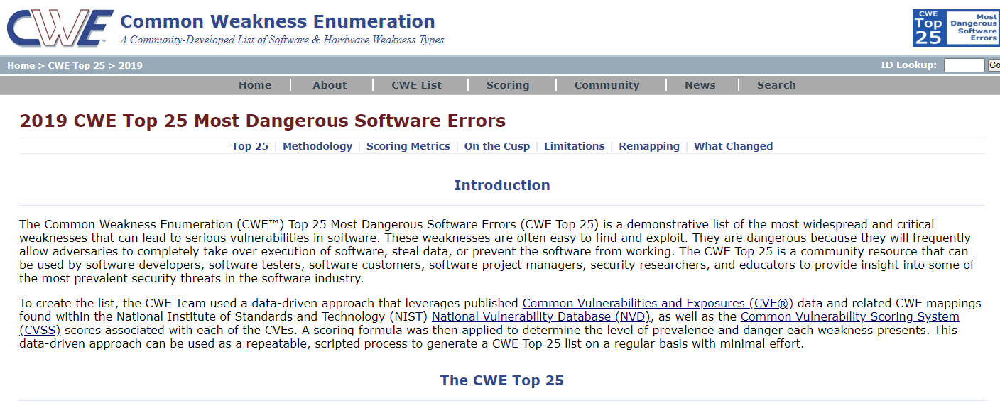 CWE™
Common Weakness Enumeration
A Community-Developed List of Software & Hardware Weakness Types
CWE
Top
25
Most
Dangerous
Software
Errors
Home > CWE Top 25 > 2019
ID Lookup:
Go
Home | About | CWE List | Scoring | Community | News | Search
2019 CWE Top 25 Most Dangerous Software Errors
Top 25 | Methodology | Scoring Metrics | On the Cusp | Limitations | Remapping | What Changed
Introduction
The Common Weakness Enumeration (CWE™) Top 25 Most Dangerous Software Errors (CWE Top 25) is a demonstrative list of the most widespread and critical
weaknesses that can lead to serious vulnerabilities in software. These weaknesses are often easy to find and exploit. They are dangerous because they will frequently
allow adversaries to completely take over execution of software, steal data, or prevent the software from working. The CWE Top 25 is a community resource that can
be used by software developers, software testers, software customers, software project managers, security researchers, and educators to provide insight into some of
the most prevalent security threats in the software industry.
To create the list, the CWE Team used a data-driven approach that leverages published Common Vulnerabilities and Exposures (CVE®) data and related CWE mappings
found within the National Institute of Standards and Technology (NIST) National Vulnerability Database (NVD), as well as the Common Vulnerability Scoring System
(CVSS) scores associated with each of the CVEs. A scoring formula was then applied to determine the level of prevalence and danger each weakness presents. This
data-driven approach can be used as a repeatable, scripted process to generate a CWE Top 25 list on a regular basis with minimal effort.
The CWE Top 25